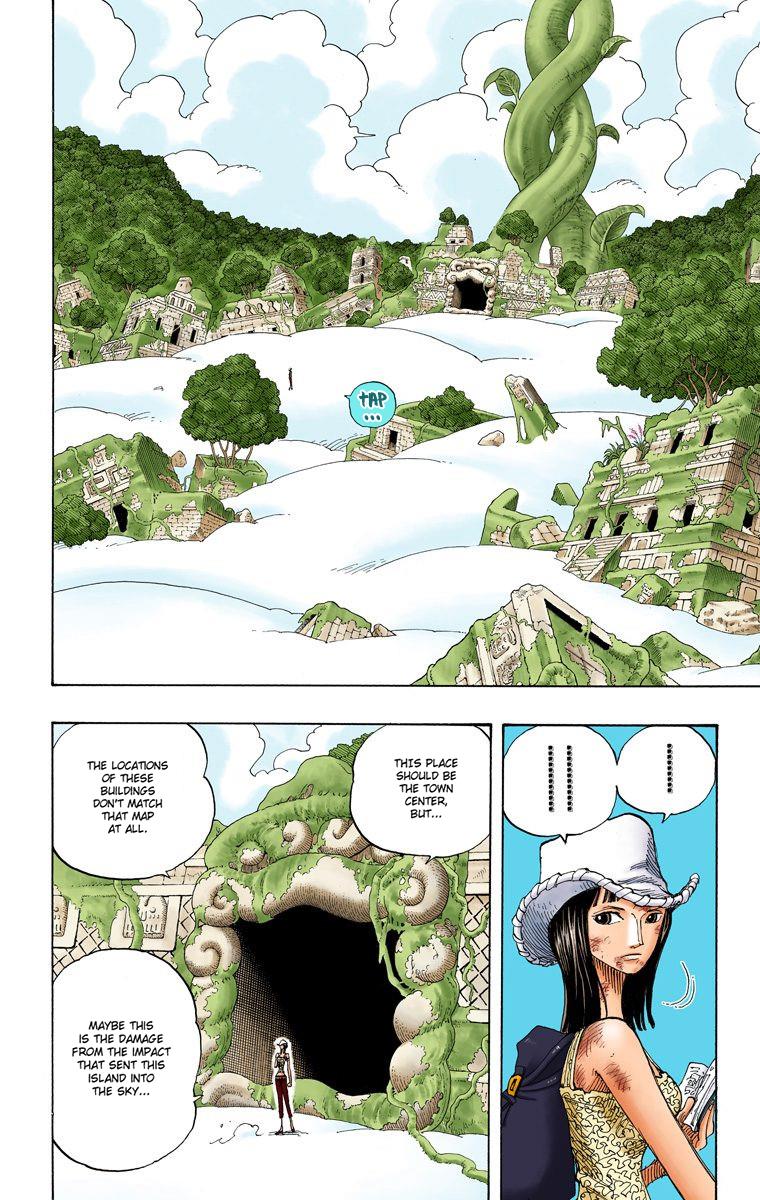 TAP
...
...........
...............
...............
THIS PLACE
SHOULD BE
THE TOWN
CENTER,
BUT...
THE LOCATIONS
OF THESE
BUILDINGS
DON'T MATCH
THAT MAP
AT ALL.
MAYBE THIS
IS THE DAMAGE
FROM THE IMPACT
THAT SENT THIS
ISLAND INTO
THE SKY...